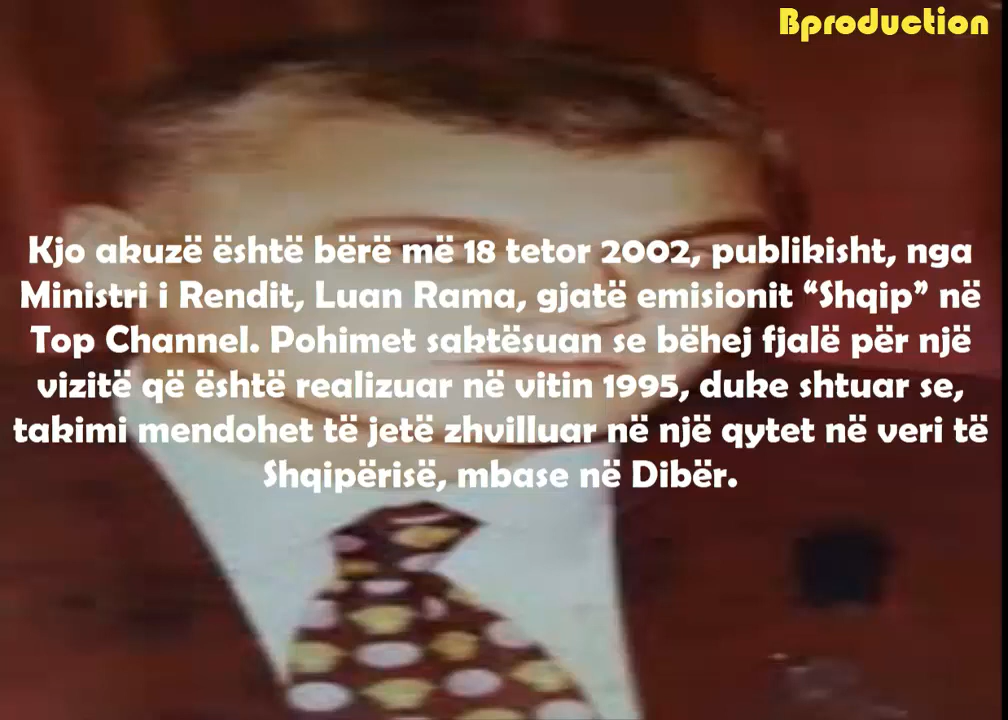 Bproduction
Kjo akuzë është bërë më 18 tetor 2002, publikisht, nga
Ministri i Rendit, Luan Rama, gjatë emisionit “Shqip” në
Top Channel. Pohimet saktësuan se bëhej fjalë për një
vizitë që është realizuar në vitin 1995, duke shtuar se,
takimi mendohet të jetë zhvilluar në një qytet në veri të
Shqipërisë, mbase në Dibër.